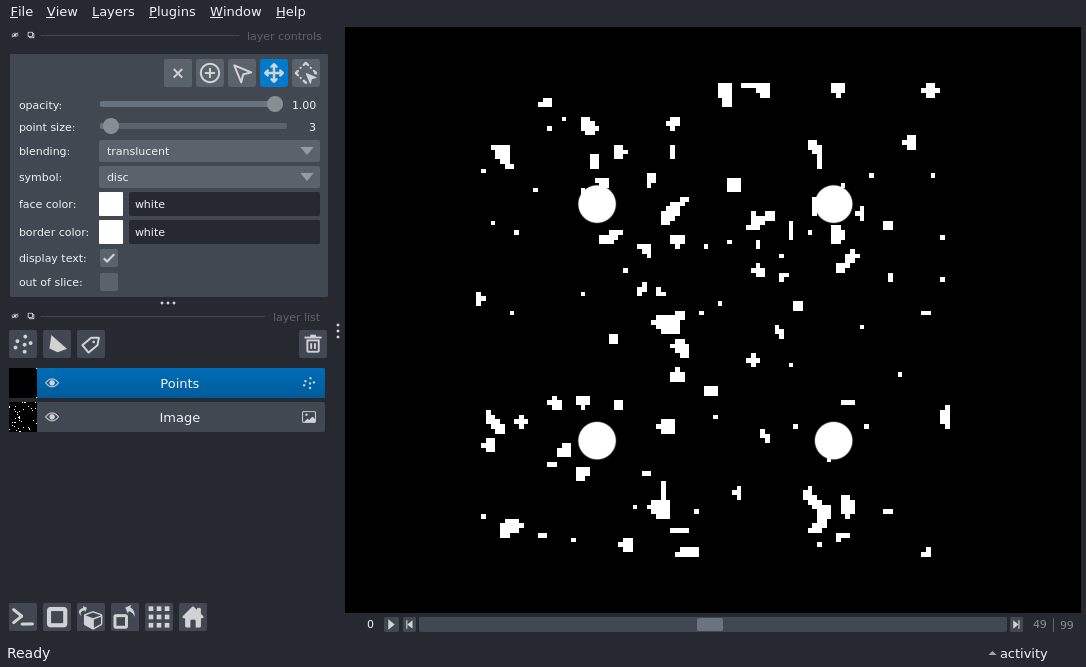 File View Layers Plugins Window Help
layer controls
opacity: 1.00
point size: 3
blending: translucent
symbol: disc
face color: white
border color: white
display text:
out of slice:
layer list
Points
Image
0 49 | 99
Ready activity